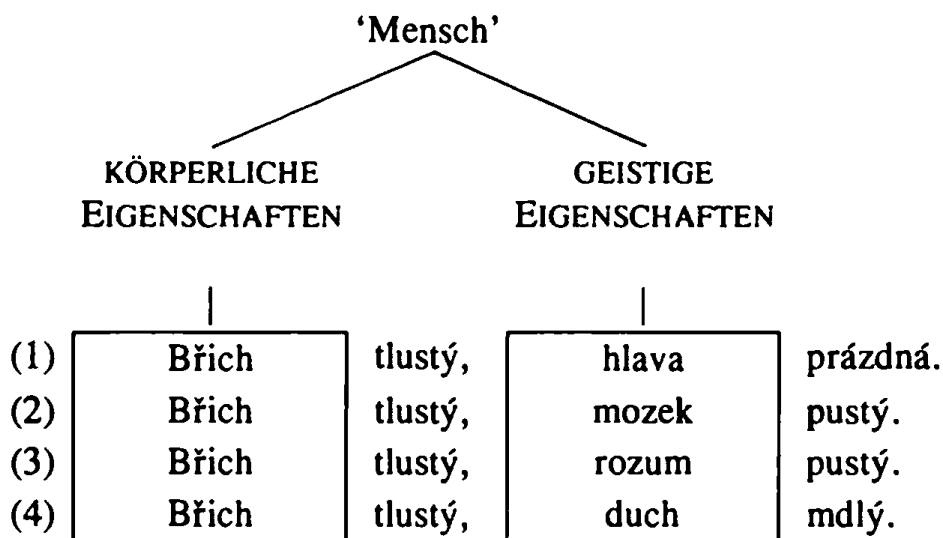 'Mensch'
KÖRPERLICHE GEISTIGE
EIGENSCHAFTEN EIGENSCHAFTEN
(1) Břich tlustý, hlava prázdná.
(2) Břich tlustý, mozek pustý.
(3) Břich tlustý, rozum pustý.
(4) Břich tlustý, duch mdlý.